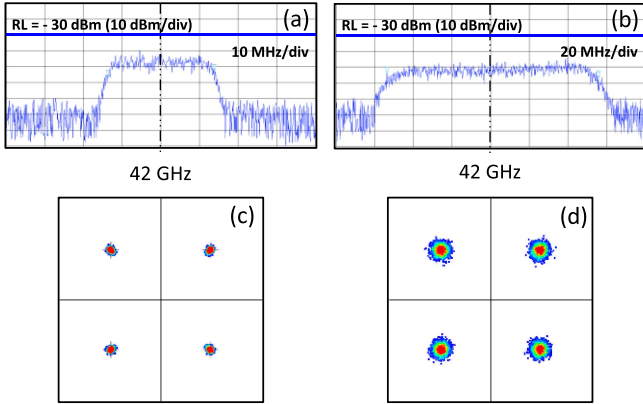 (a)
RL = - 30 dBm (10 dBm/div)
10 MHz/div
42 GHz
(b)
RL = - 30 dBm (10 dBm/div)
20 MHz/div
42 GHz
(c)
(d)